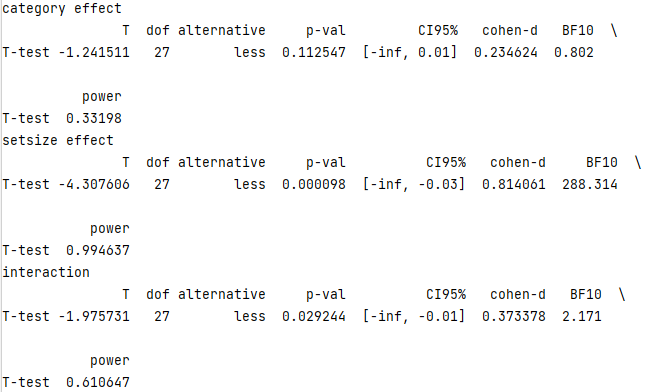 category effect
T dof alternative p-val CI95% cohen-d BF10 \
T-test -1.241511 27 less 0.112547 [-inf, 0.01] 0.234624 0.802
power
T-test 0.33198
setsize effect
T dof alternative p-val CI95% cohen-d BF10 \
T-test -4.307606 27 less 0.000098 [-inf, -0.03] 0.814061 288.314
power
T-test 0.994637
interaction
T dof alternative p-val CI95% cohen-d BF10 \
T-test -1.975731 27 less 0.029244 [-inf, -0.01] 0.373378 2.171
power
T-test 0.610647